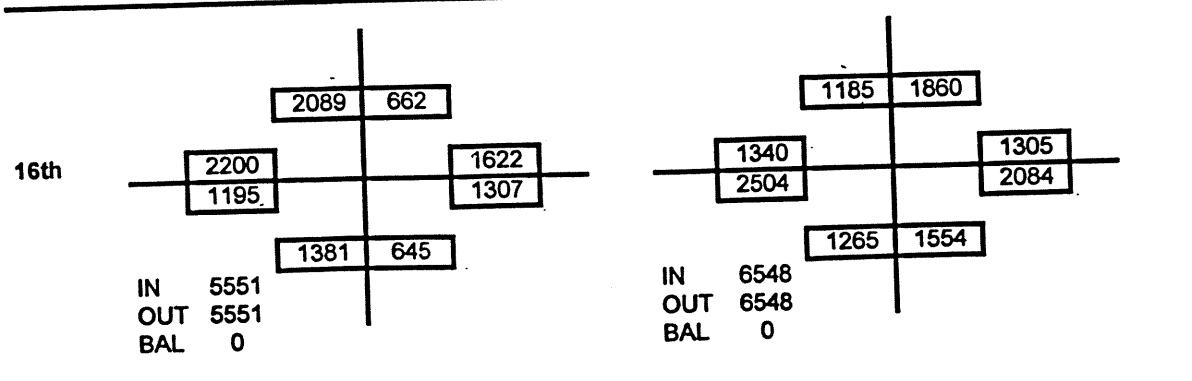 2089 662
2200 1622
1195 1307
1381 645
IN 5551
OUT 5551
BAL 0
16th
1185 1860
1340 1305
2504 2084
1265 1554
IN 6548
OUT 6548
BAL 0